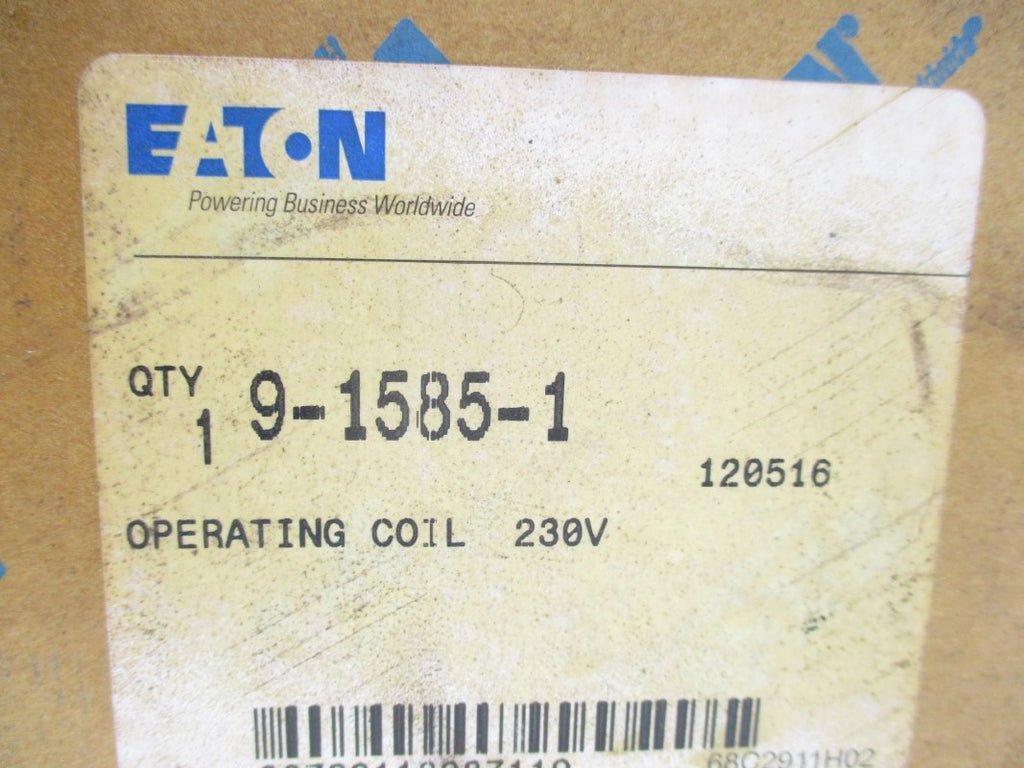 EATON
Powering Business Worldwide
QTY
1 9-1585-1
120516
OPERATING COIL 230V
68C2911H02